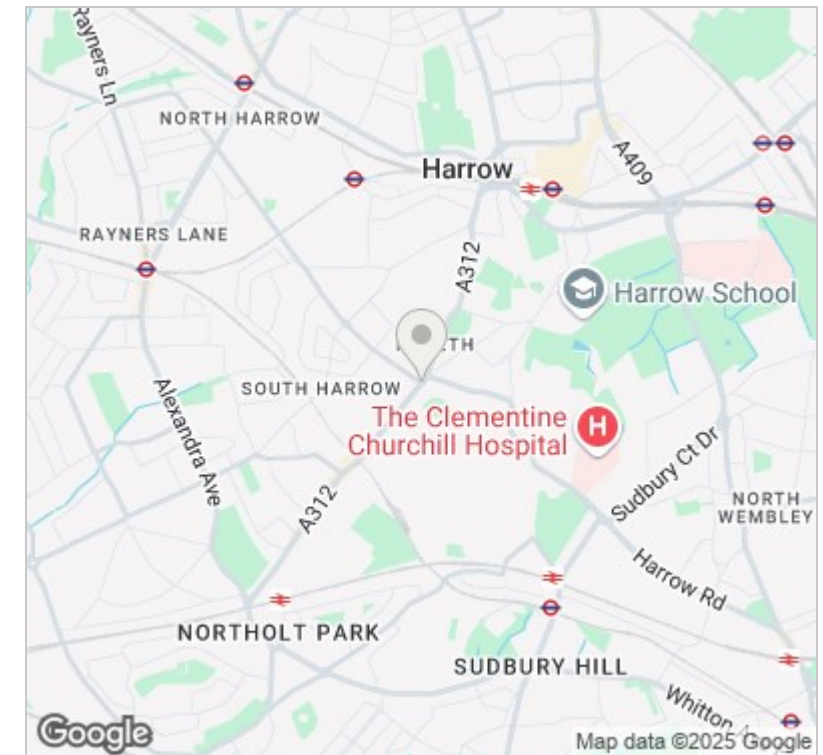 Rayners Ln
NORTH HARROW
Harrow
A409
RAYNERS LANE
A312
Harrow School
TH
SOUTH HARROW
The Clementine
Churchill Hospital
H
Alexandra Ave
Sudbury Ct Dr
A312
NORTH
WEMBLEY
Harrow Rd
NORTHOLT PARK
SUDBURY HILL
Whitton
Google
Map data ©2025 Google